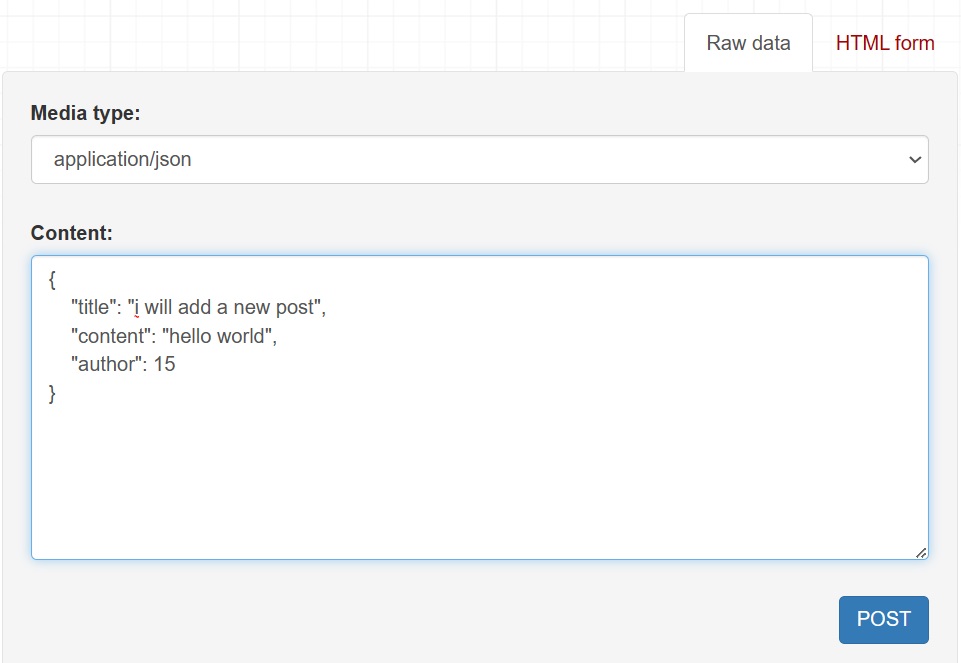 Raw data HTML form
Media type:
application/json
Content:
{
"title": "i will add a new post",
"content": "hello world",
"author": 15
}
POST